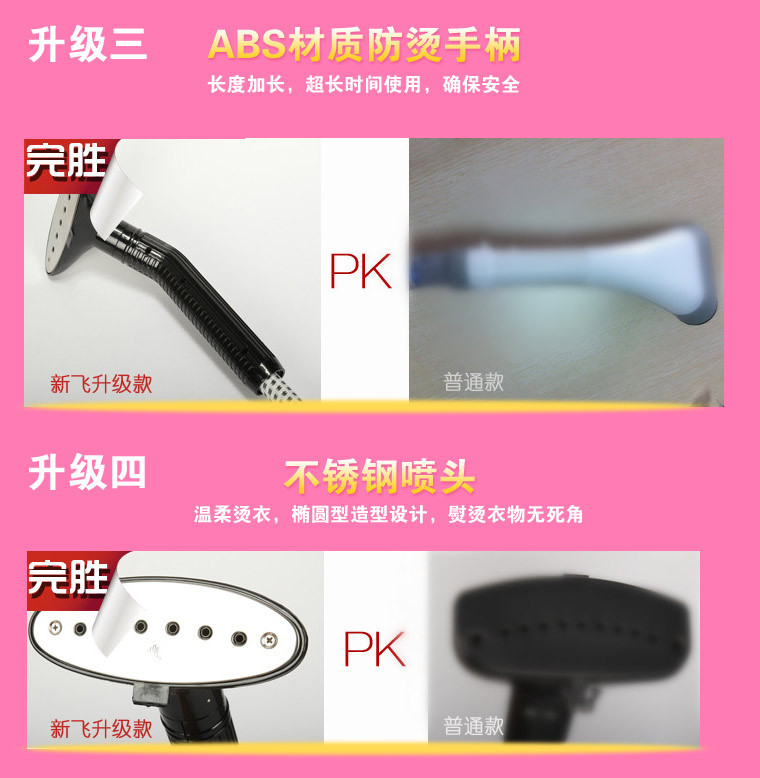 升级三
ABS材质防烫手柄
长度加长，超长时间使用，确保安全
完胜
PK
新飞升级款
普通款
升级四
不锈钢喷头
温柔烫衣，椭圆型造型设计，熨烫衣物无死角
完胜
PK
新飞升级款
普通款